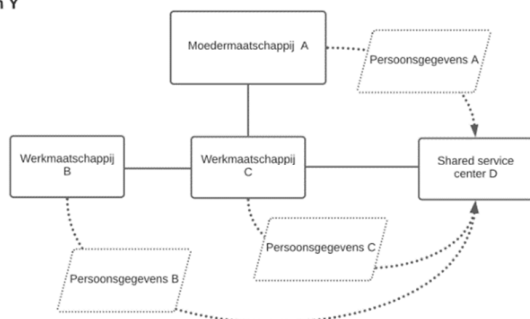 n Y
Moedermaatschappij A
Persoonsgegevens A
Werkmaatschappij
B
Werkmaatschappij
C
Shared service
center D
Persoonsgegevens C
Persoonsgegevens B